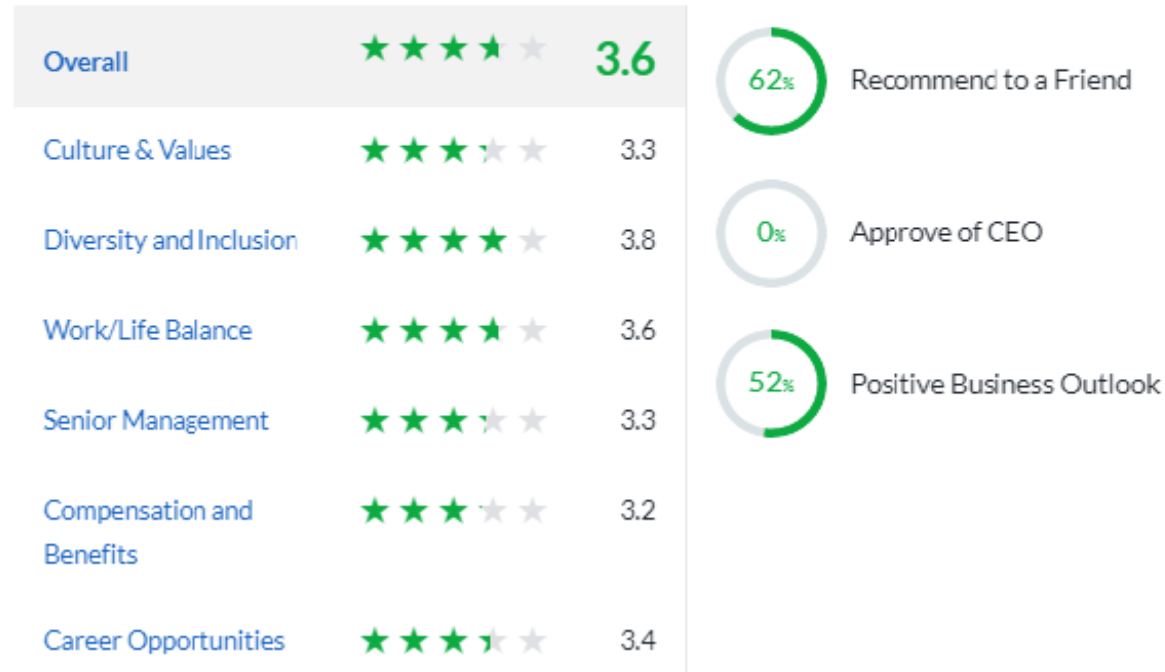 Overall 3.6
Culture & Values 3.3
Diversity and Inclusion 3.8
Work/Life Balance 3.6
Senior Management 3.3
Compensation and 3.2
Benefits
Career Opportunities 3.4
62% Recommend to a Friend
0% Approve of CEO
52% Positive Business Outlook